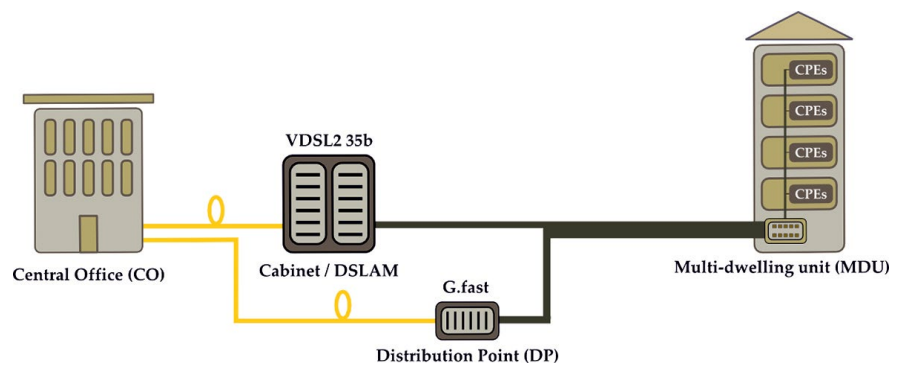 CPEs
CPEs
CPEs
CPEs
VDSL2 35b
Central Office (CO)
Cabinet / DSLAM
Multi-dwelling unit (MDU)
G.fast
Distribution Point (DP)